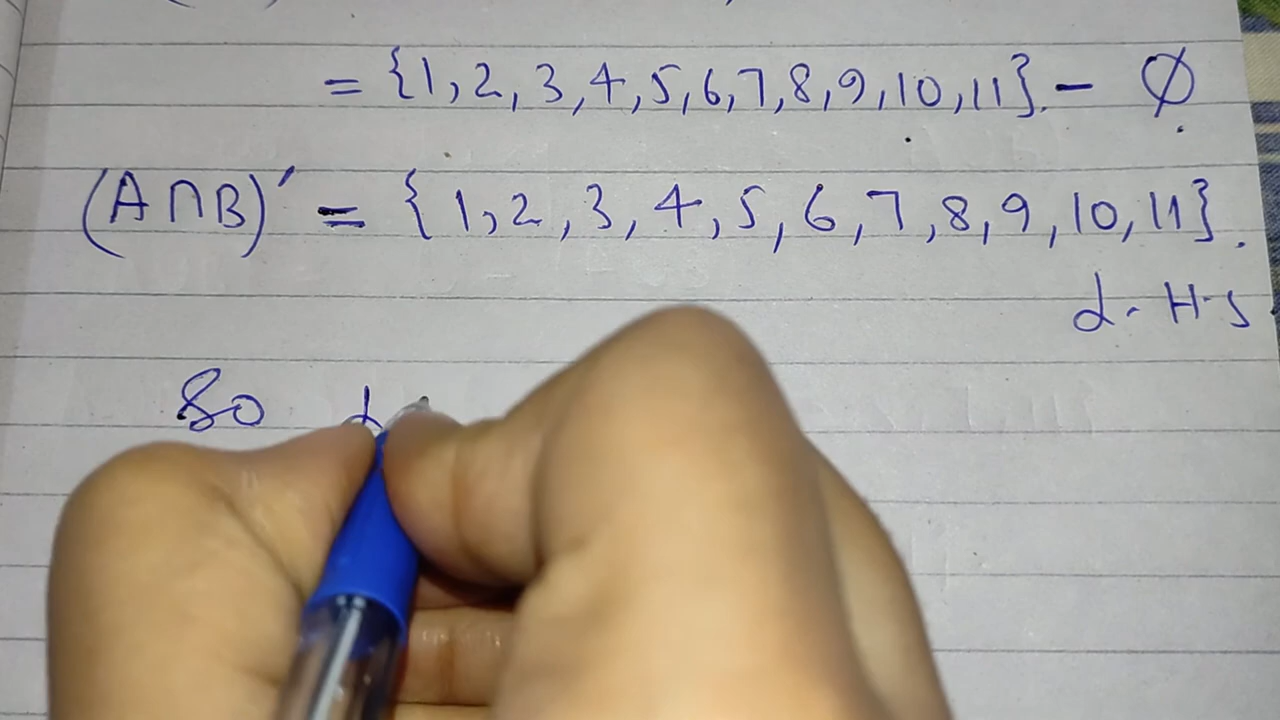 = {1, 2, 3, 4, 5, 6, 7, 8, 9, 10, 11} - Ø
(A∩B)′ = {1, 2, 3, 4, 5, 6, 7, 8, 9, 10, 11}.
L. H. S
So L